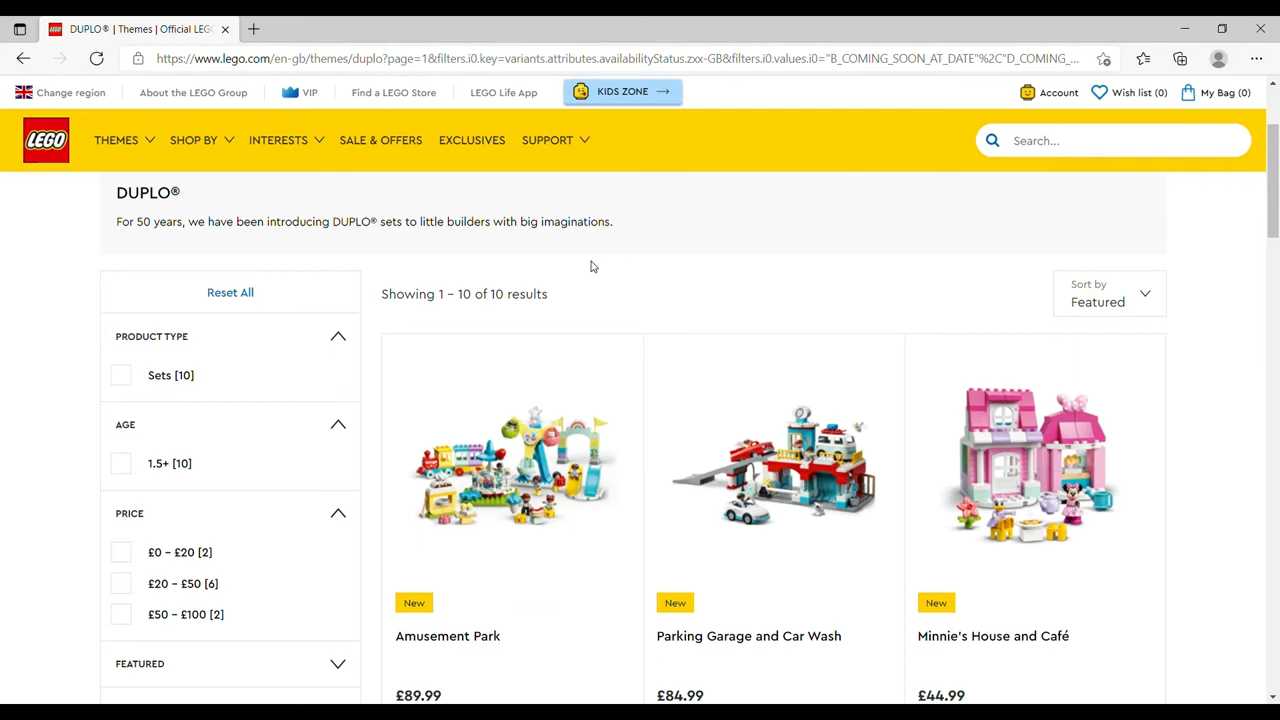 DUPLO® | Themes | Official LEG
https://www.lego.com/en-gb/themes/duplo?page=1&filters.i0.key=variants.attributes.availabilityStatus.zxx-GB&filters.i0.values.i0="B_COMING_SOON_AT_DATE"%2C"D_COMING_...
Change region About the LEGO Group VIP Find a LEGO Store LEGO Life App KIDS ZONE → Account Wish list (0) My Bag (0)
LEGO THEMES SHOP BY INTERESTS SALE & OFFERS EXCLUSIVES SUPPORT Search...
DUPLO®
For 50 years, we have been introducing DUPLO® sets to little builders with big imaginations.
Reset All
PRODUCT TYPE
Sets [10]
AGE
1.5+ [10]
PRICE
£0 – £20 [2]
£20 – £50 [6]
£50 – £100 [2]
FEATURED
Showing 1 – 10 of 10 results
Sort by
Featured
New
Amusement Park
£89.99
New
Parking Garage and Car Wash
£84.99
New
Minnie's House and Café
£44.99